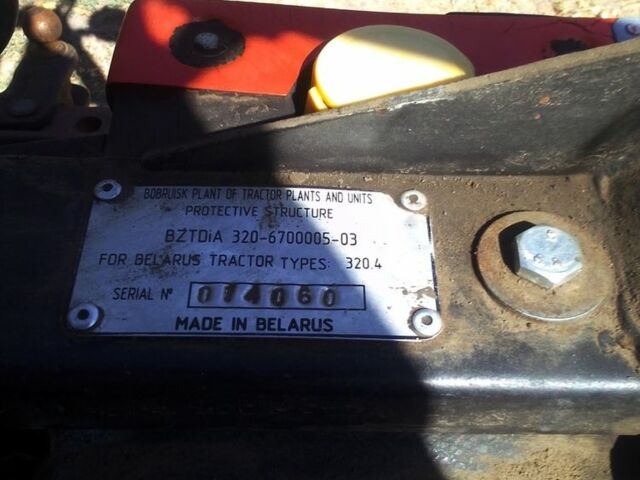 BOBRUISK PLANT OF TRACTOR PLANTS AND UNITS
PROTECTIVE STRUCTURE
BZTDiA 320-6700005-03
FOR BELARUS TRACTOR TYPES: 320.4
SERIAL Nº 014060
MADE IN BELARUS